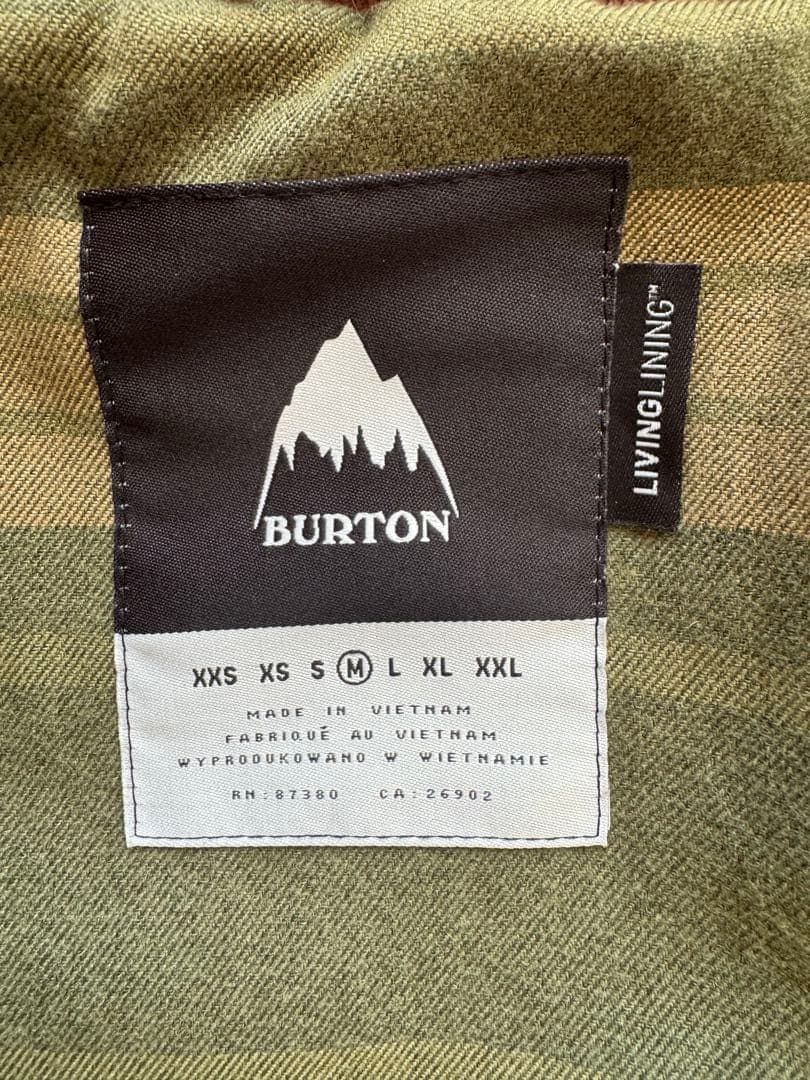 BURTON
LIVINGLINING™
XXS XS S M L XL XXL
MADE IN VIETNAM
FABRIQUÉ AU VIETNAM
WYPRODUKOWANO W WIETNAMIE
RN:87380 CA:26902